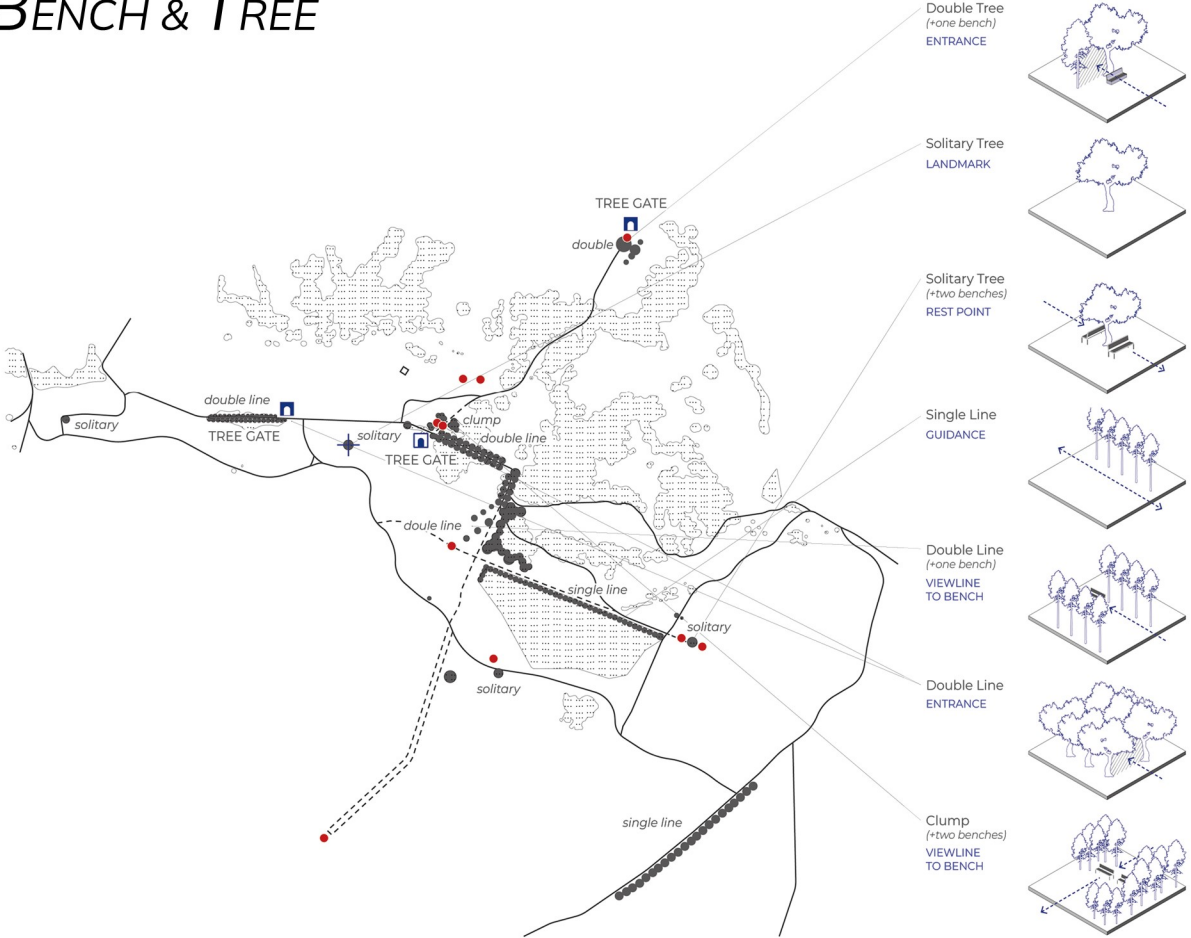 BENCH & TREE
Double Tree
(+one bench)
ENTRANCE
Solitary Tree
LANDMARK
Solitary Tree
(+two benches)
REST POINT
Single Line
GUIDANCE
Double Line
(+one bench)
VIEWLINE
TO BENCH
Double Line
ENTRANCE
Clump
(+two benches)
VIEWLINE
TO BENCH
TREE GATE
double
double line
TREE GATE
solitary
solitary
TREE GATE
clump
double line
doule line
single line
solitary
solitary
single line